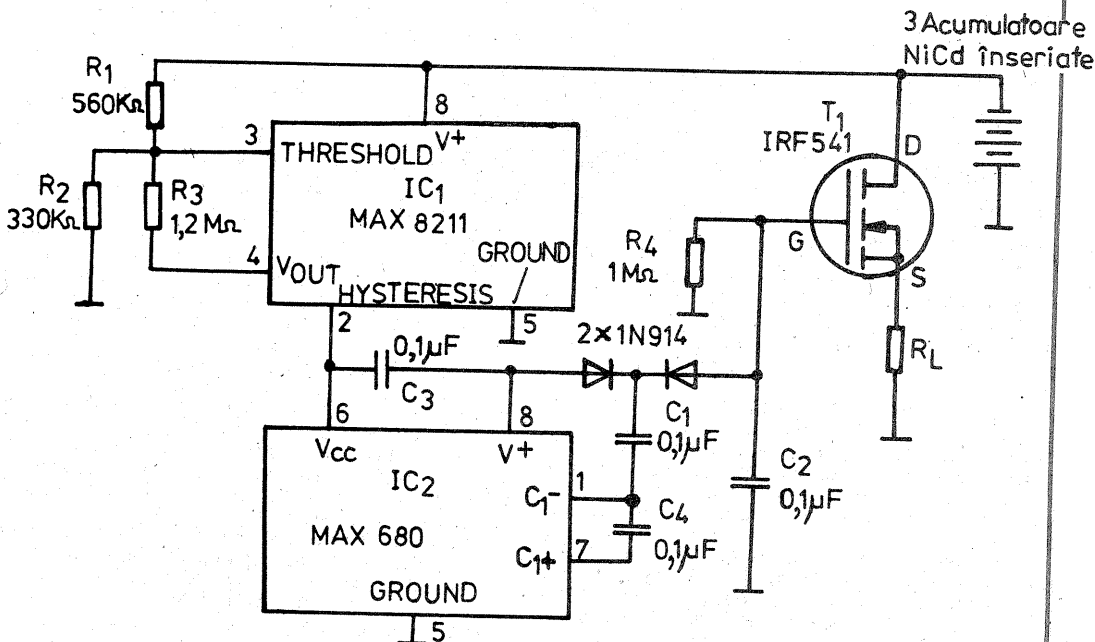 3 Acumulatoare
NiCd înseriate
R1
560KΩ
8
T1
IRF541
D
3
THRESHOLD
V+
IC1
MAX 8211
R2
330KΩ
R3
1,2 MΩ
GROUND
R4
1MΩ
G
S
4
VOUT
HYSTERESIS
2
5
2×1N914
0,1μF
C3
RL
6
8
C1
0,1μF
VCC
V+
IC2
C2
0,1μF
1
C1-
C4
0,1μF
MAX 680
C1+
7
GROUND
5